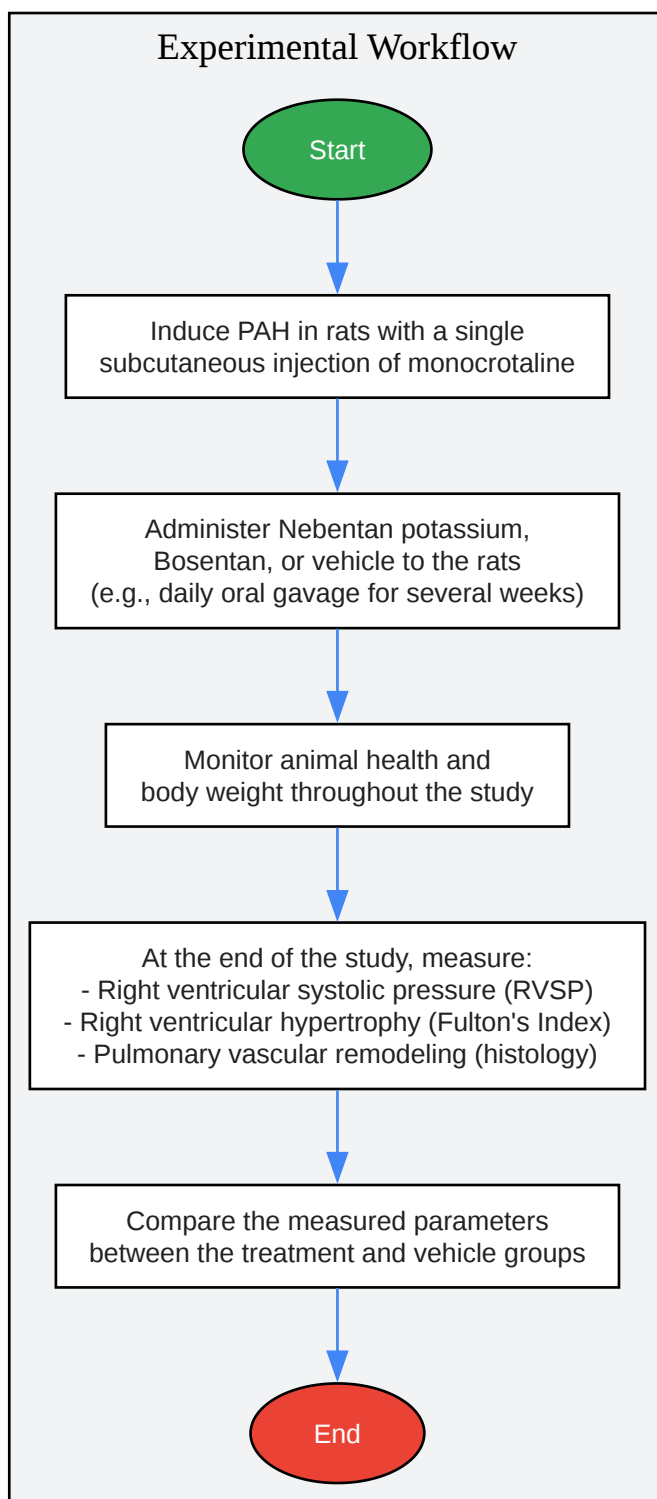 Experimental Workflow
Start
Induce PAH in rats with a single
subcutaneous injection of monocrotaline
Administer Nebentan potassium,
Bosentan, or vehicle to the rats
(e.g., daily oral gavage for several weeks)
Monitor animal health and
body weight throughout the study
At the end of the study, measure:
- Right ventricular systolic pressure (RVSP)
- Right ventricular hypertrophy (Fulton's Index)
- Pulmonary vascular remodeling (histology)
Compare the measured parameters
between the treatment and vehicle groups
End